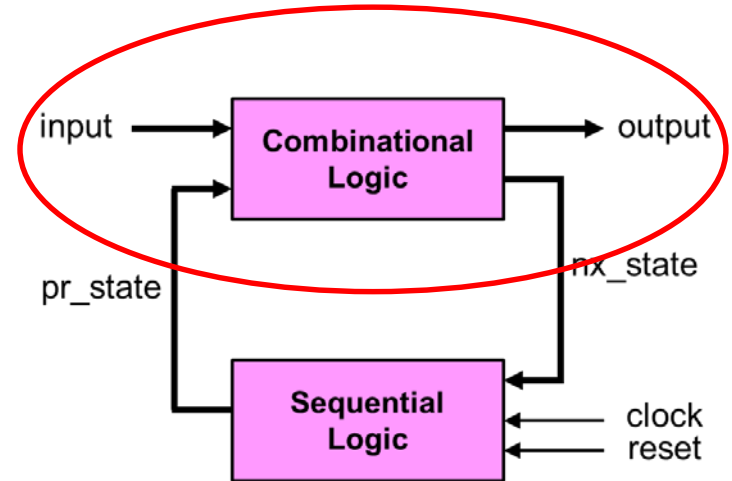 input
Combinational
Logic
output
pr_state
nx_state
Sequential
Logic
clock
reset